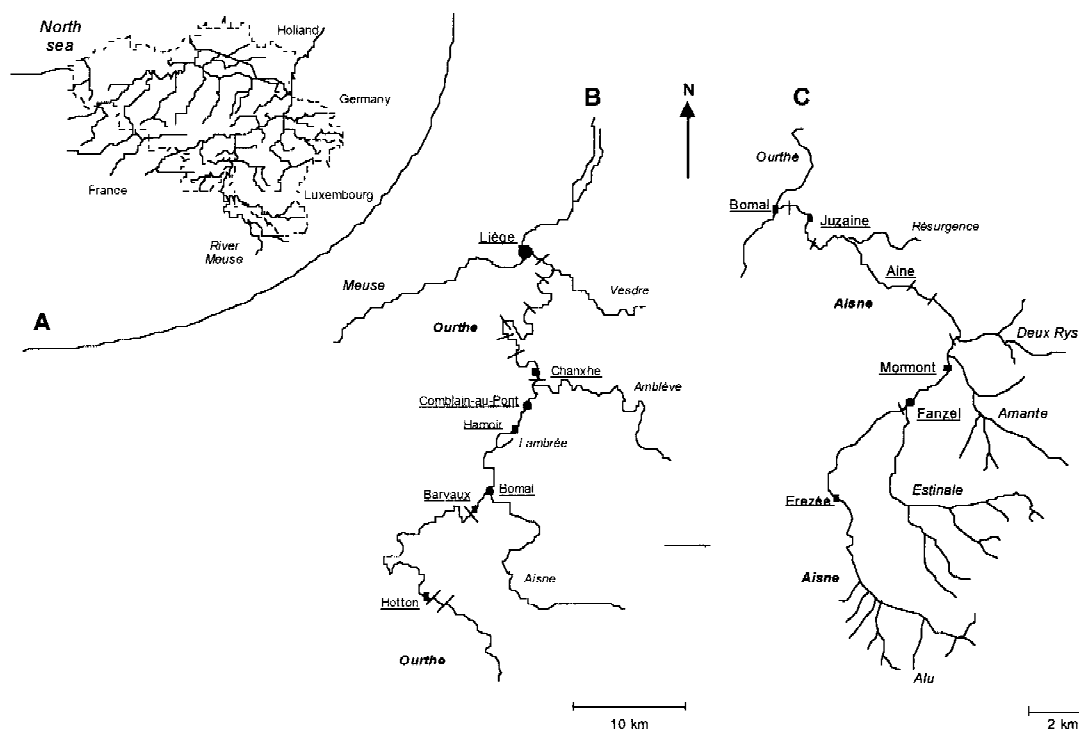 North
sea
Holland
Germany
France
Luxembourg
River
Meuse
A
B
Liège
Meuse
Vesdre
Ourthe
Chanxhe
Amblève
Comblain-au-Pont
Hamoir
Lambrée
Bomal
Barvaux
Aisne
Hotton
Ourthe
10 km
N
C
Ourthe
Bomal
Juzaine
Résurgence
Aine
Aisne
Deux Rys
Mormont
Fanzel
Amante
Estinale
Erezée
Aisne
Alu
2 km